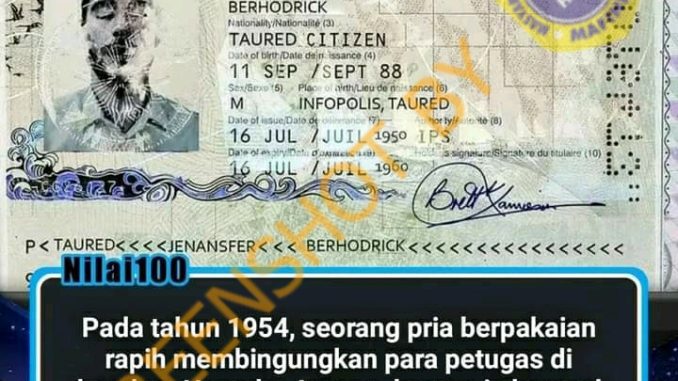 BERHODRICK
Nationality/Nationalité (3)
TAURED CITIZEN
Date of birth/Date de naissance (4)
11 SEP /SEPT 88
Sex/Sexe (5) Place of birth/Lieu de naissance (6)
M INFOPOLIS, TAURED
Date of issue/Date de délivrance (7) Authority/Autorité (8)
16 JUL /JUIL 1950 IPS
Date of expiry/Date d'expiration (9) Holder's signature/Signature du titulaire (10)
16 JUL /JUIL 1960
P< TAURED<<<<JENANSFER< BERHODRICK<<<<<<<<<<<<<<
Nilai100
Pada tahun 1954, seorang pria berpakaian
rapih membingungkan para petugas di